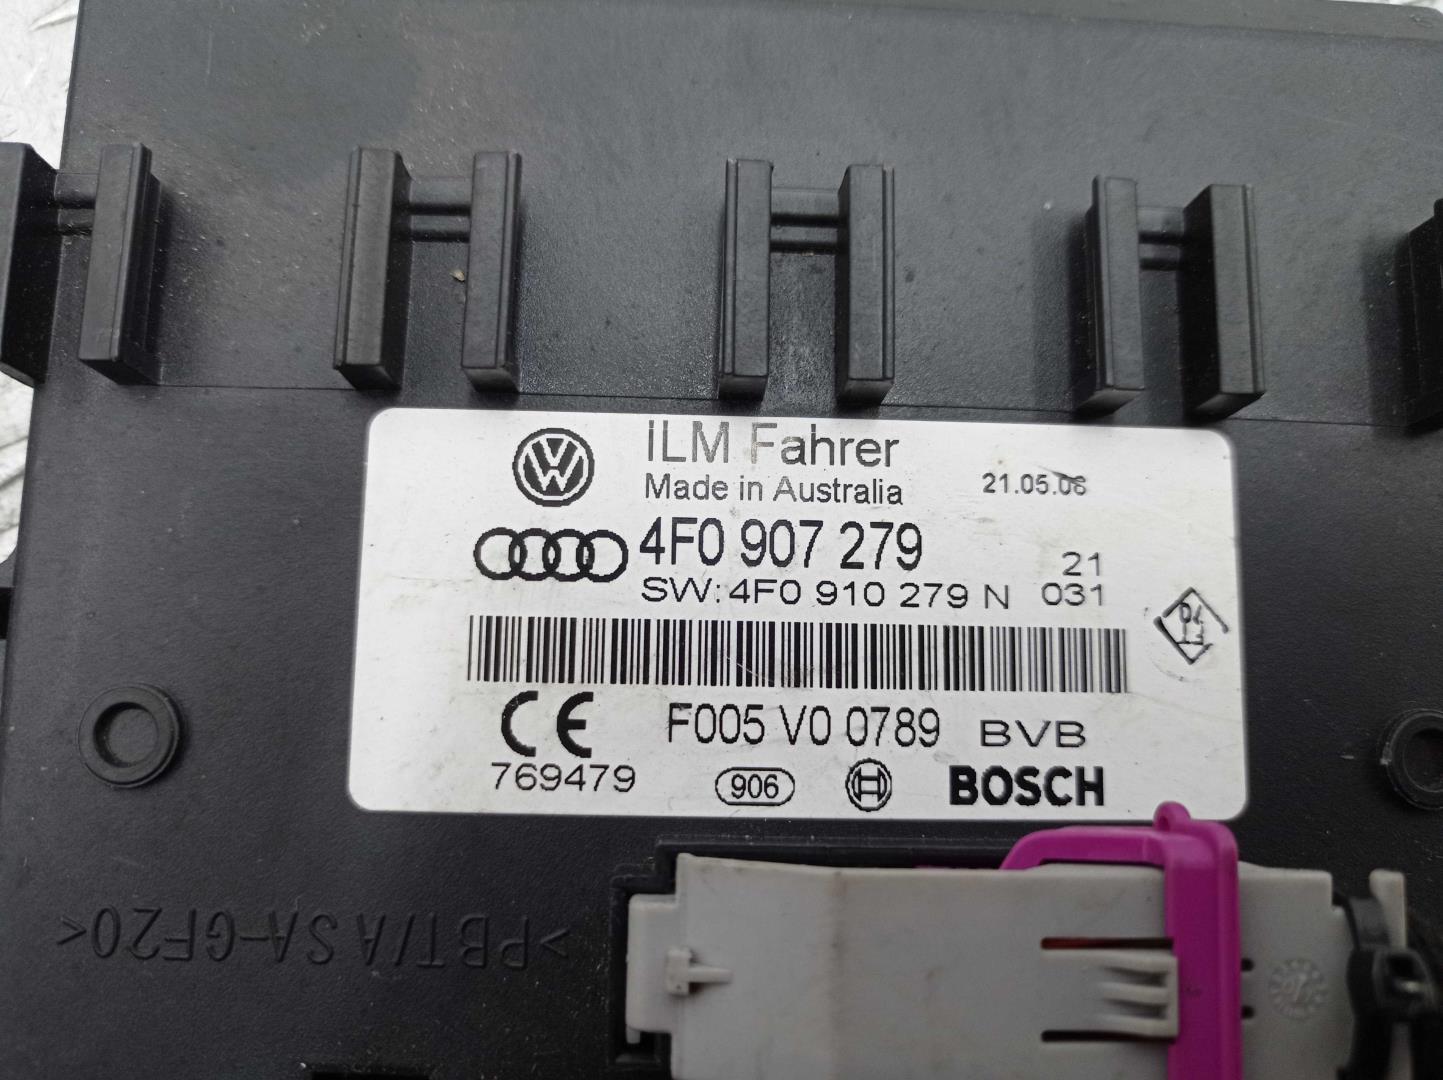 iLM Fahrer
Made in Australia
21.05.06
4F0 907 279
21
SW: 4F0 910 279 N 031
F005 V0 0789 BVB
769479
906
BOSCH
>PBT/ASA-GF20<